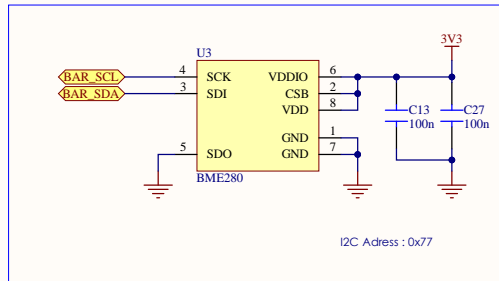 U3
3V3
BAR_SCL 4 SCK VDDIO 6
BAR_SDA 3 SDI CSB 2
VDD 8
C13 C27
100n 100n
GND 1
5 SDO GND 7
BME280
I2C Adress : 0x77